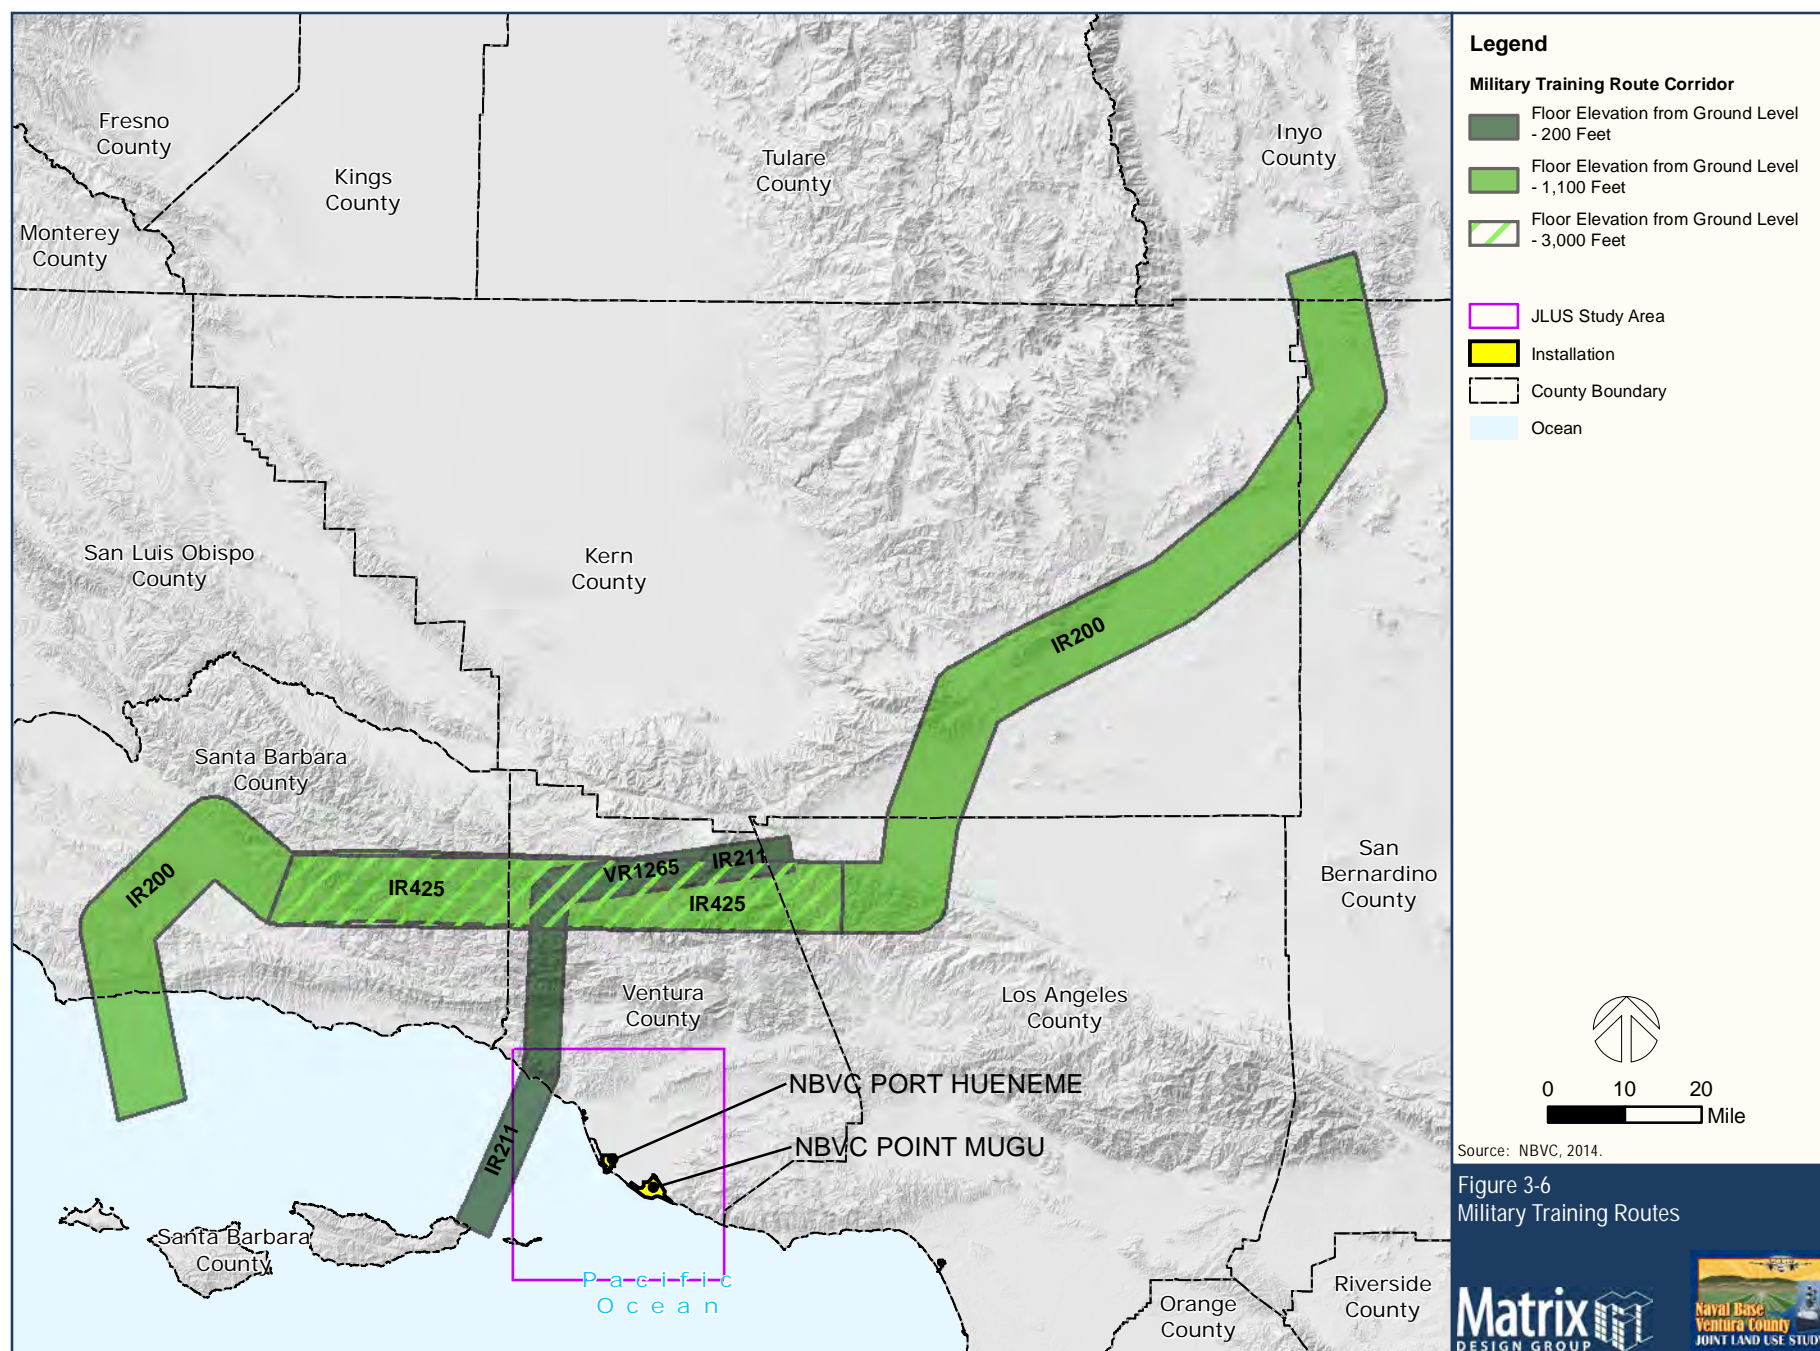 Fresno
County
Kings
County
Tulare
County
Inyo
County
Monterey
County
San Luis Obispo
County
Kern
County
IR200
Santa Barbara
County
IR200
IR425
VR1265
IR211
IR425
San
Bernardino
County
Ventura
County
Los Angeles
County
NBVC PORT HUENEME
NBVC POINT MUGU
IR211
Santa Barbara
County
Pacific
Ocean
Orange
County
Riverside
County
Legend
Military Training Route Corridor
Floor Elevation from Ground Level
- 200 Feet
Floor Elevation from Ground Level
- 1,100 Feet
Floor Elevation from Ground Level
- 3,000 Feet
JLUS Study Area
Installation
County Boundary
Ocean
0 10 20
Mile
Source: NBVC, 2014.
Figure 3-6
Military Training Routes
Matrix
DESIGN GROUP
Naval Base
Ventura County
JOINT LAND USE STUDY